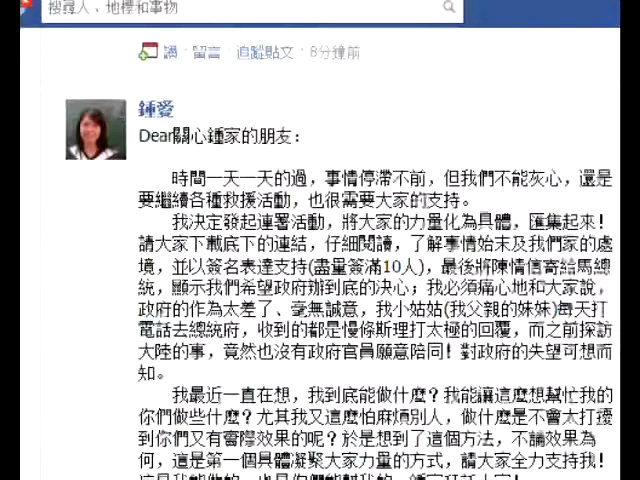 搜尋人、地標和事物
讚 · 留言 · 追蹤貼文 · 8分鐘前
鍾愛
Dear關心鍾家的朋友：
時間一天一天的過，事情停滯不前，但我們不能灰心，還是
要繼續各種救援活動，也很需要大家的支持。
我決定發起連署活動，將大家的力量化為具體，匯集起來！
請大家下載底下的連結，仔細閱讀，了解事情始末及我們家的處
境，並以簽名表達支持(盡量簽滿10人)，最後將陳情信寄給馬總
統，顯示我們希望政府辦到底的決心；我必須痛心地和大家說，
政府的作為太差了、毫無誠意，我小姑姑(我父親的妹妹)每天打
電話去總統府，收到的都是慢條斯理打太極的回覆，而之前探訪
大陸的事，竟然也沒有政府官員願意陪同！對政府的失望可想而
知。
我最近一直在想，我到底能做什麼？我能讓這麼想幫忙我的
你們做些什麼？尤其我又這麼怕麻煩別人，做什麼是不會太打擾
到你們又有實際效果的呢？於是想到了這個方法，不論效果為
何，這是第一個具體凝聚大家力量的方式，請大家全力支持我！